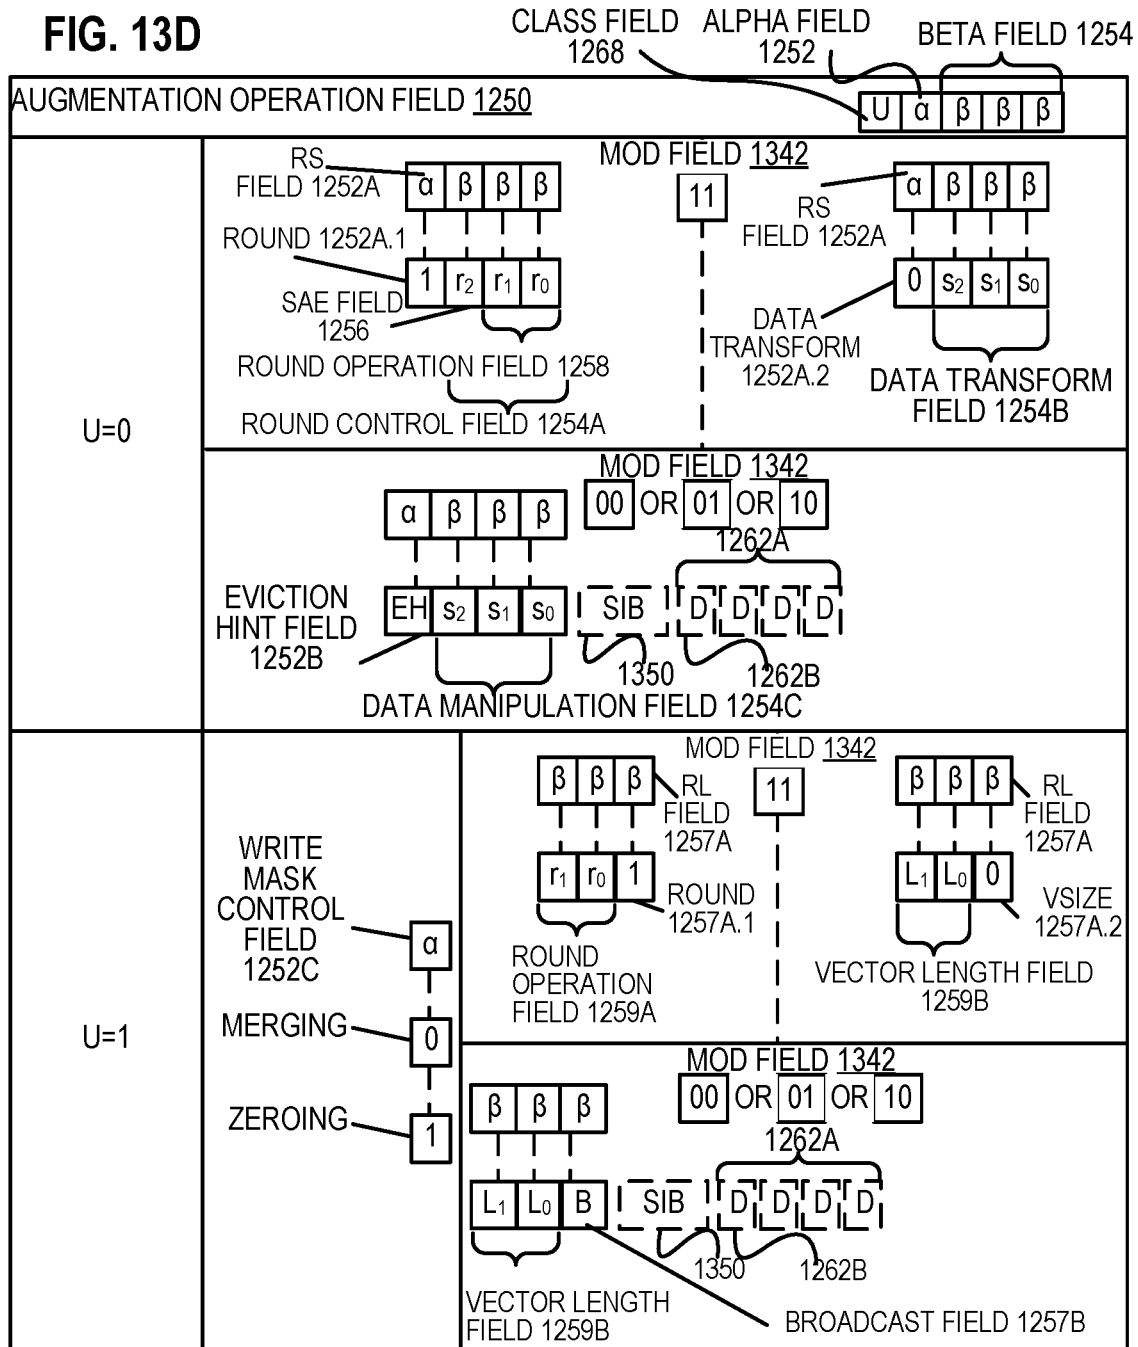 FIG. 13D
CLASS FIELD
1268
ALPHA FIELD
1252
BETA FIELD 1254
AUGMENTATION OPERATION FIELD 1250
U α β β β
U=0
MOD FIELD 1342
11
RS
FIELD 1252A
α β β β
ROUND 1252A.1
1 r2 r1 r0
SAE FIELD
1256
ROUND OPERATION FIELD 1258
ROUND CONTROL FIELD 1254A
α β β β
RS
FIELD 1252A
0 s2 s1 s0
DATA
TRANSFORM
1252A.2
DATA TRANSFORM
FIELD 1254B
MOD FIELD 1342
00 OR 01 OR 10
α β β β
1262A
EVICTION
HINT FIELD
1252B
EH s2 s1 s0 SIB D D D D
1350
1262B
DATA MANIPULATION FIELD 1254C
U=1
WRITE
MASK
CONTROL
FIELD
1252C
α
MERGING
0
ZEROING
1
MOD FIELD 1342
11
β β β
RL
FIELD
1257A
r1 r0 1
ROUND
1257A.1
ROUND
OPERATION
FIELD 1259A
β β β
RL
FIELD
1257A
L1 L0 0
VSIZE
1257A.2
VECTOR LENGTH FIELD
1259B
MOD FIELD 1342
00 OR 01 OR 10
β β β
1262A
L1 L0 B SIB D D D D
1350
1262B
VECTOR LENGTH
FIELD 1259B
BROADCAST FIELD 1257B